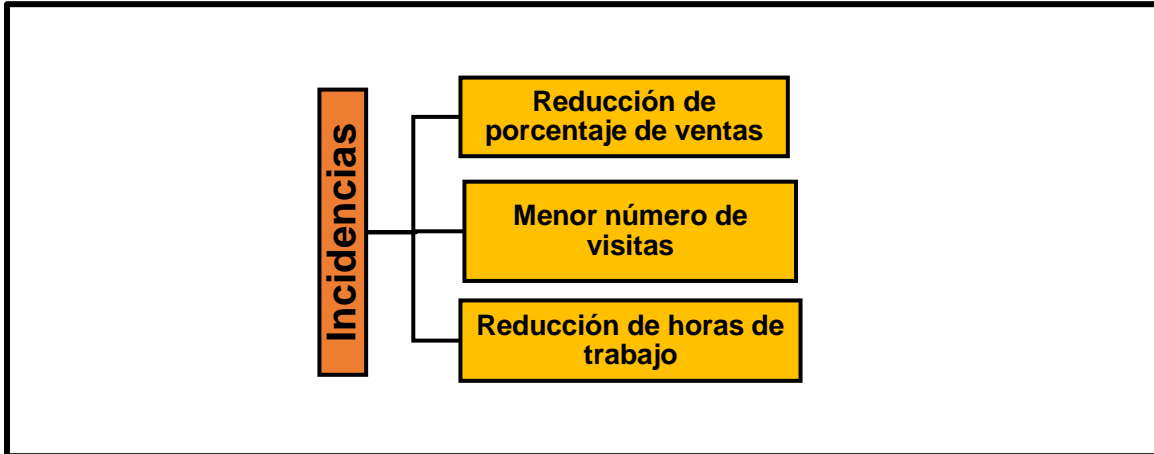 Incidencias
Reducción de
porcentaje de ventas
Menor número de
visitas
Reducción de horas de
trabajo